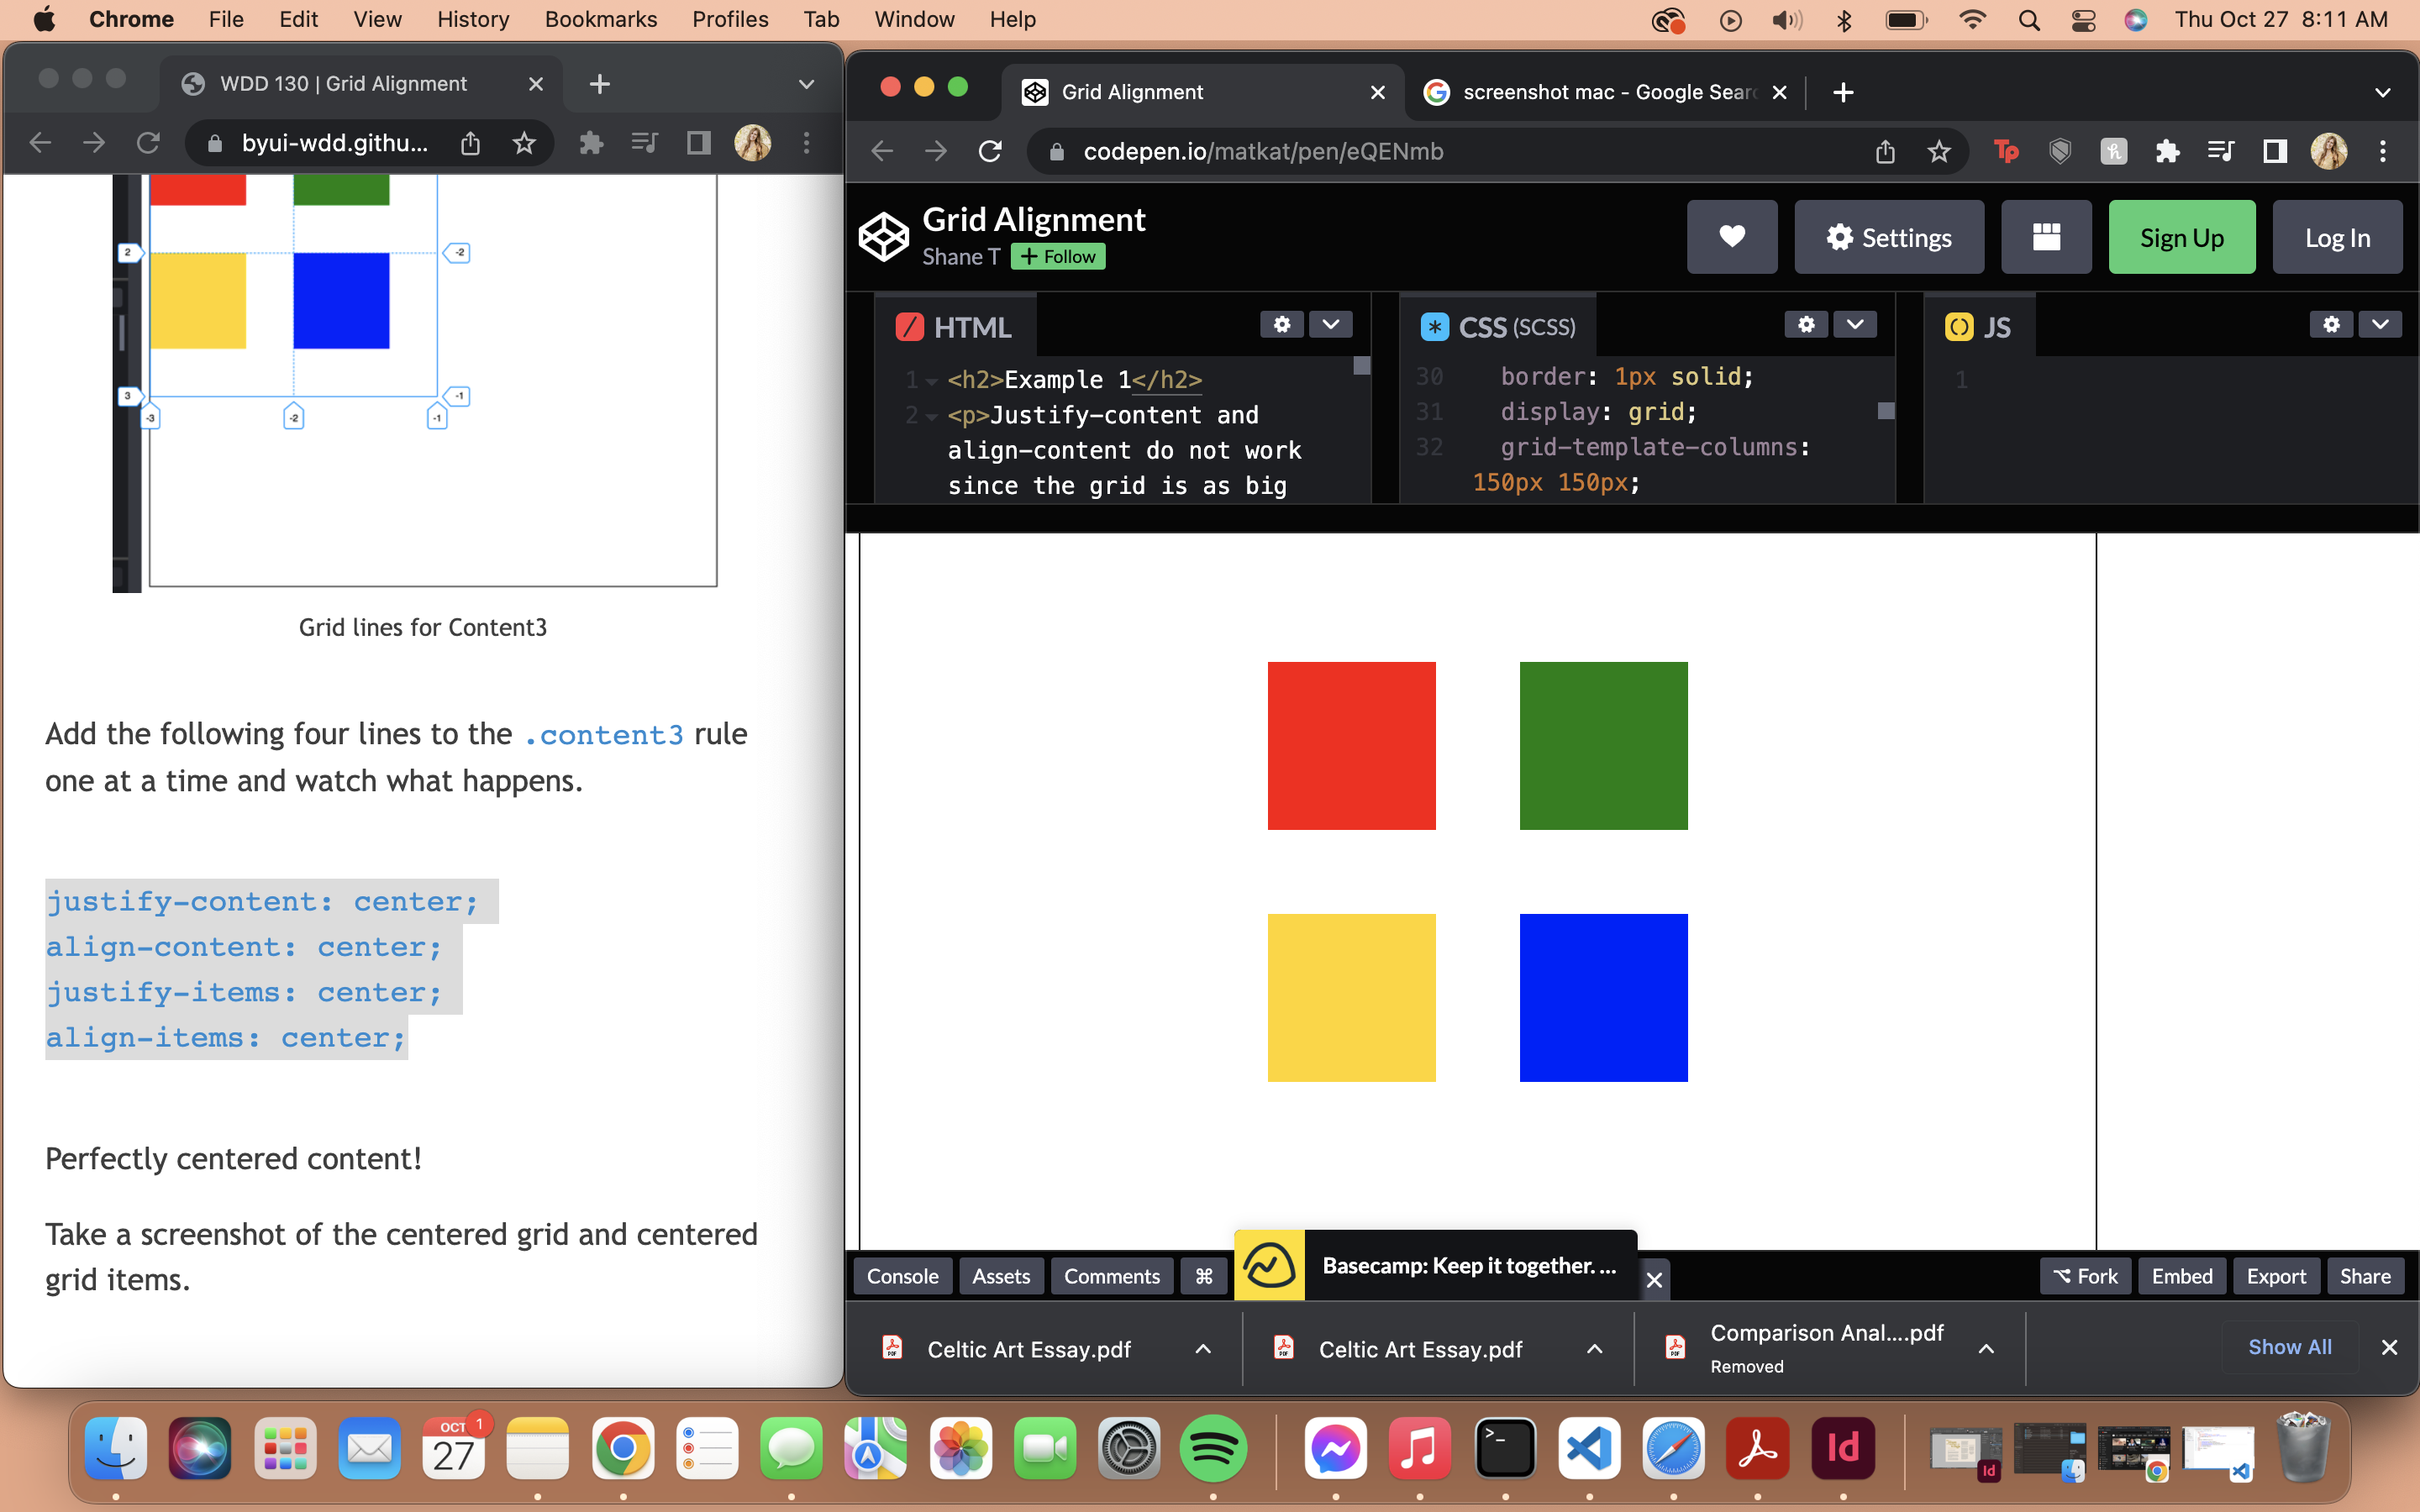 Chrome File Edit View History Bookmarks Profiles Tab Window Help Thu Oct 27 8:11 AM
WDD 130 | Grid Alignment
byui-wdd.githu...
2 -2
3 -1
-3 -2 -1
Grid lines for Content3
Add the following four lines to the .content3 rule
one at a time and watch what happens.
justify-content: center;
align-content: center;
justify-items: center;
align-items: center;
Perfectly centered content!
Take a screenshot of the centered grid and centered
grid items.
Grid Alignment
screenshot mac - Google Sear
codepen.io/matkat/pen/eQENmb
Tp
Grid Alignment
Shane T + Follow
Settings
Sign Up
Log In
HTML
1 <h2>Example 1</h2>
2 <p>Justify-content and
align-content do not work
since the grid is as big
CSS (SCSS)
30 border: 1px solid;
31 display: grid;
32 grid-template-columns:
150px 150px;
JS
1
Console Assets Comments ⌘
Basecamp: Keep it together. ...
Fork Embed Export Share
Celtic Art Essay.pdf
Celtic Art Essay.pdf
Comparison Anal....pdf
Removed
Show All
OCT 1
27
Id
Id